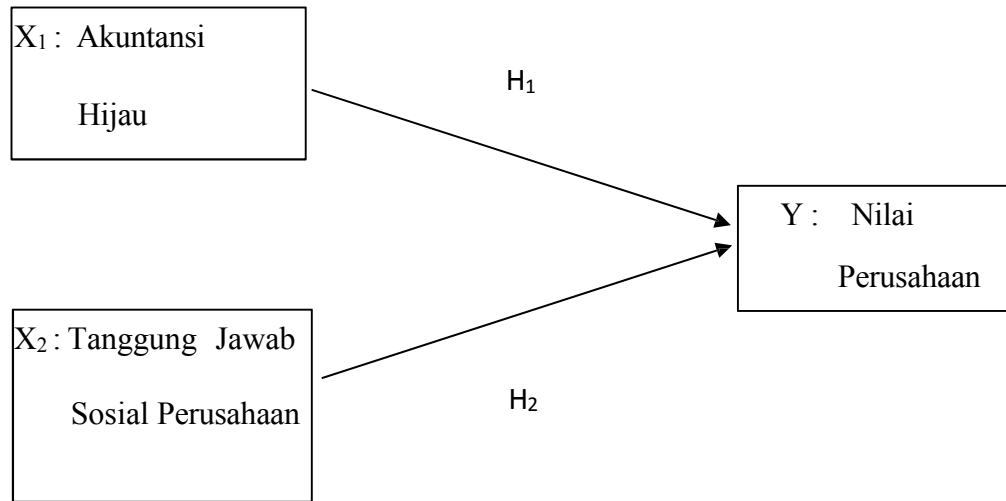 X₁ : Akuntansi
Hijau
H₁
Y : Nilai
Perusahaan
X₂ : Tanggung Jawab
Sosial Perusahaan
H₂